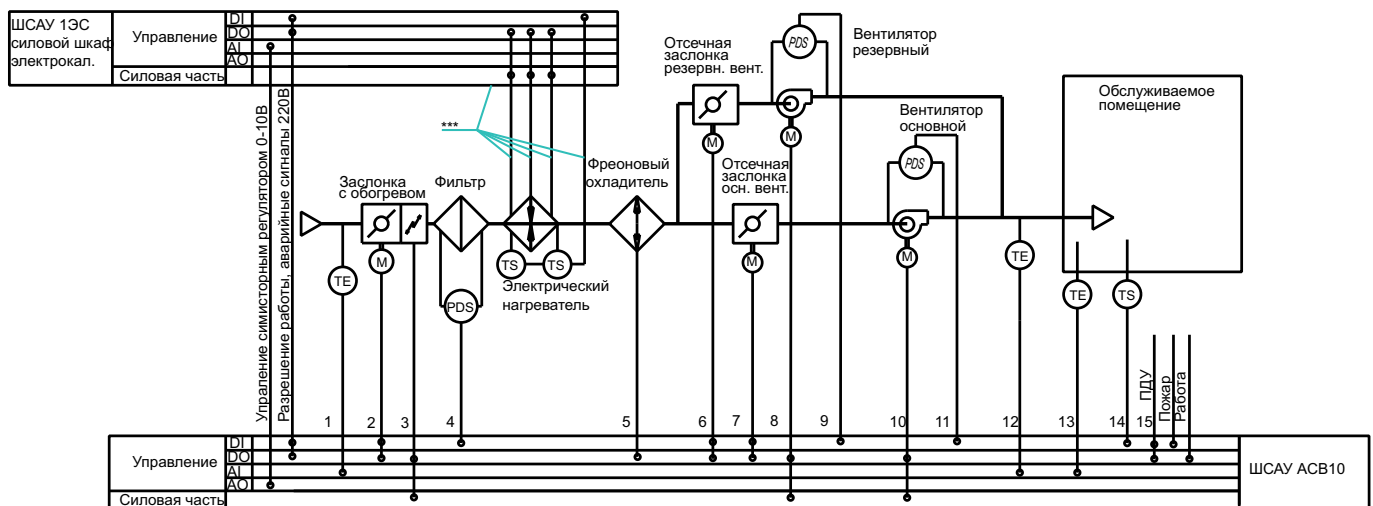 ШСАУ 1ЭС
силовой шкаф
электрокал.
Управление
DI
DO
AI
AO
Силовая часть
Упраление симисторным регулятором 0-10В
Разрешение работы, аварийные сигналы 220В
***
Отсечная
заслонка
резервн. вент.
PDS
Вентилятор
резервный
M
Обслуживаемое
помещение
Вентилятор
основной
PDS
Заслонка
с обогревом
Фильтр
Фреоновый
охладитель
Отсечная
заслонка
осн. вент.
M
TE
M
PDS
TS
TS
Электрический
нагреватель
M
M
TE
TE
TS
ПДУ
Пожар
Работа
1
2
3
4
5
6
7
8
9
10
11
12
13
14
15
Управление
DI
DO
AI
AO
Силовая часть
ШСАУ АСВ10